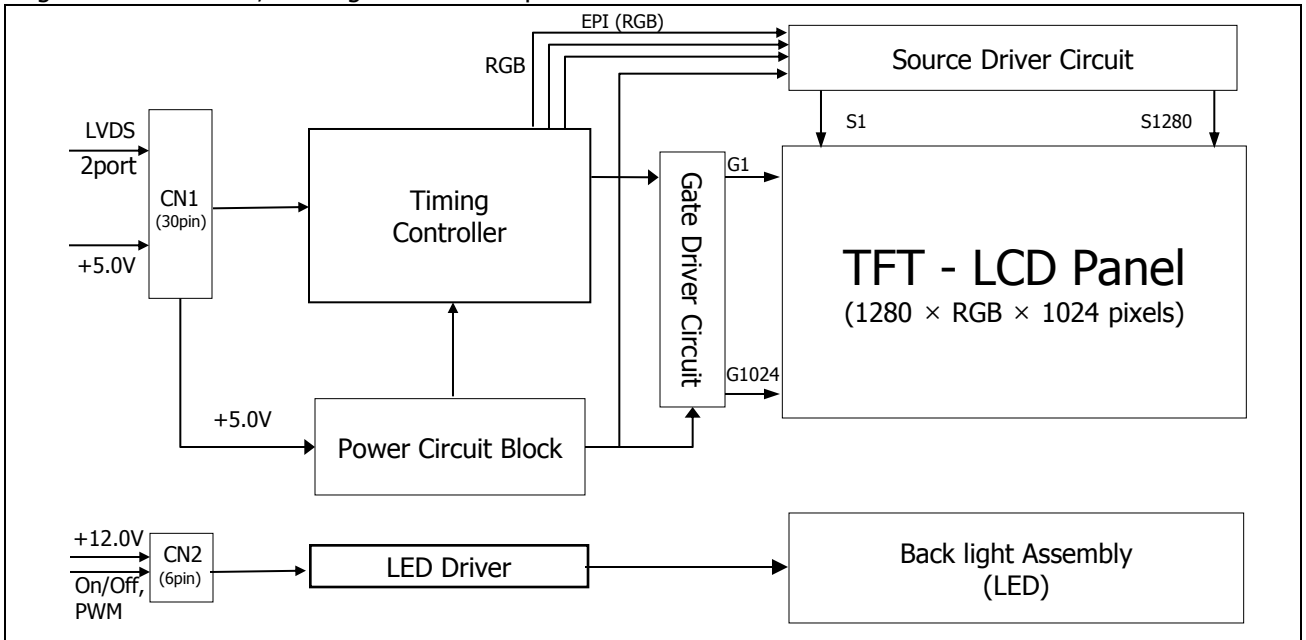 EPI (RGB)
RGB
Source Driver Circuit
S1
S1280
LVDS
2port
CN1
(30pin)
+5.0V
Timing
Controller
Gate Driver Circuit
G1
G1024
TFT - LCD Panel
(1280 × RGB × 1024 pixels)
+5.0V
Power Circuit Block
+12.0V
On/Off,
PWM
CN2
(6pin)
LED Driver
Back light Assembly
(LED)